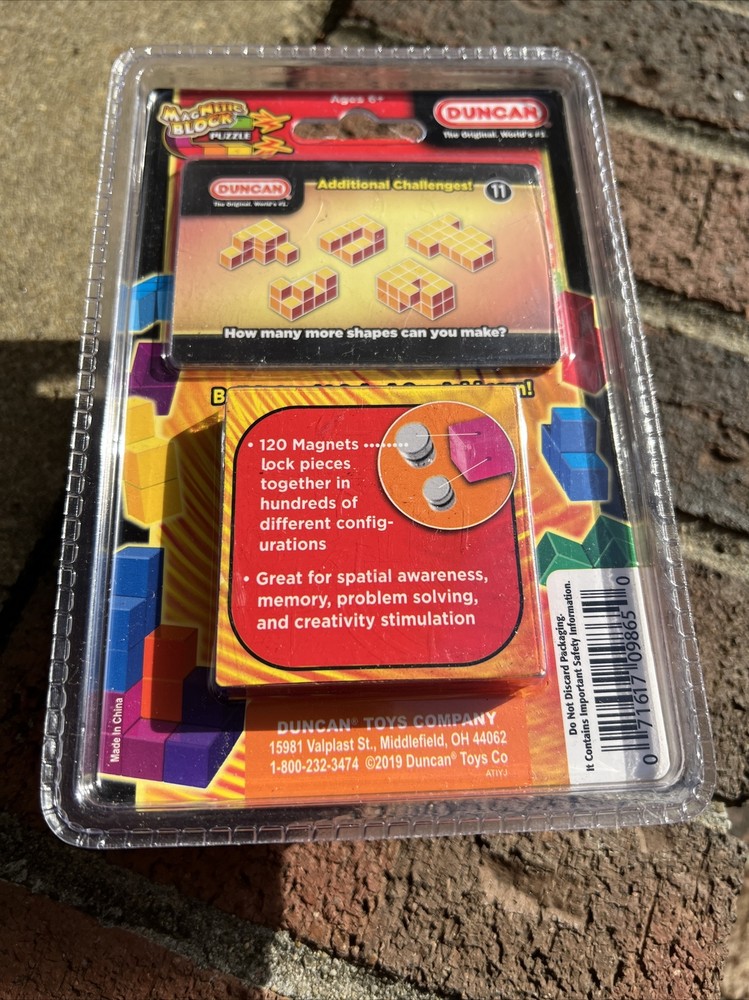 Ages 6+
MAGNETIC
BLOCK
PUZZLE
DUNCAN®
The Original. World's #1.
DUNCAN®
The Original. World's #1.
Additional Challenges!
11
How many more shapes can you make?
• 120 Magnets ........
lock pieces
together in
hundreds of
different config-
urations
• Great for spatial awareness,
memory, problem solving,
and creativity stimulation
Made in China
DUNCAN® TOYS COMPANY
15981 Valplast St., Middlefield, OH 44062
1-800-232-3474 ©2019 Duncan® Toys Co
ATIYJ
Do Not Discard Packaging.
It Contains Important Safety Information.
0 71617 09865 0